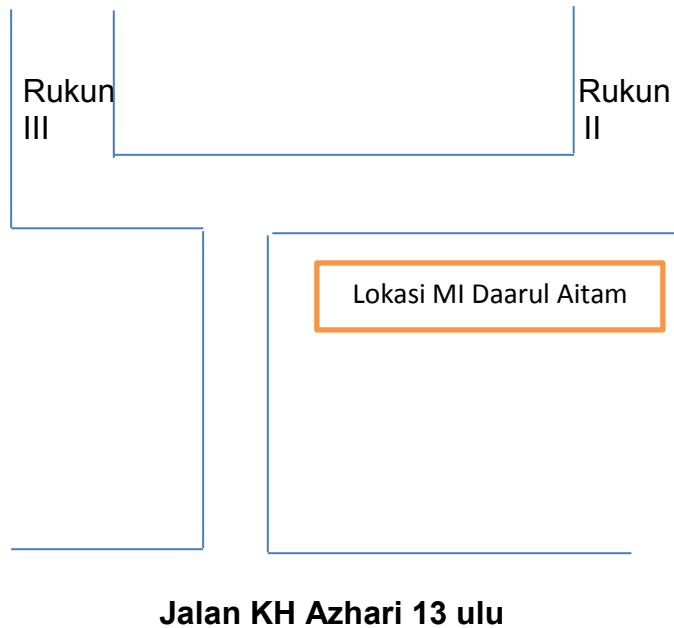 Rukun
III
Rukun
II
Lokasi MI Daarul Aitam
Jalan KH Azhari 13 ulu